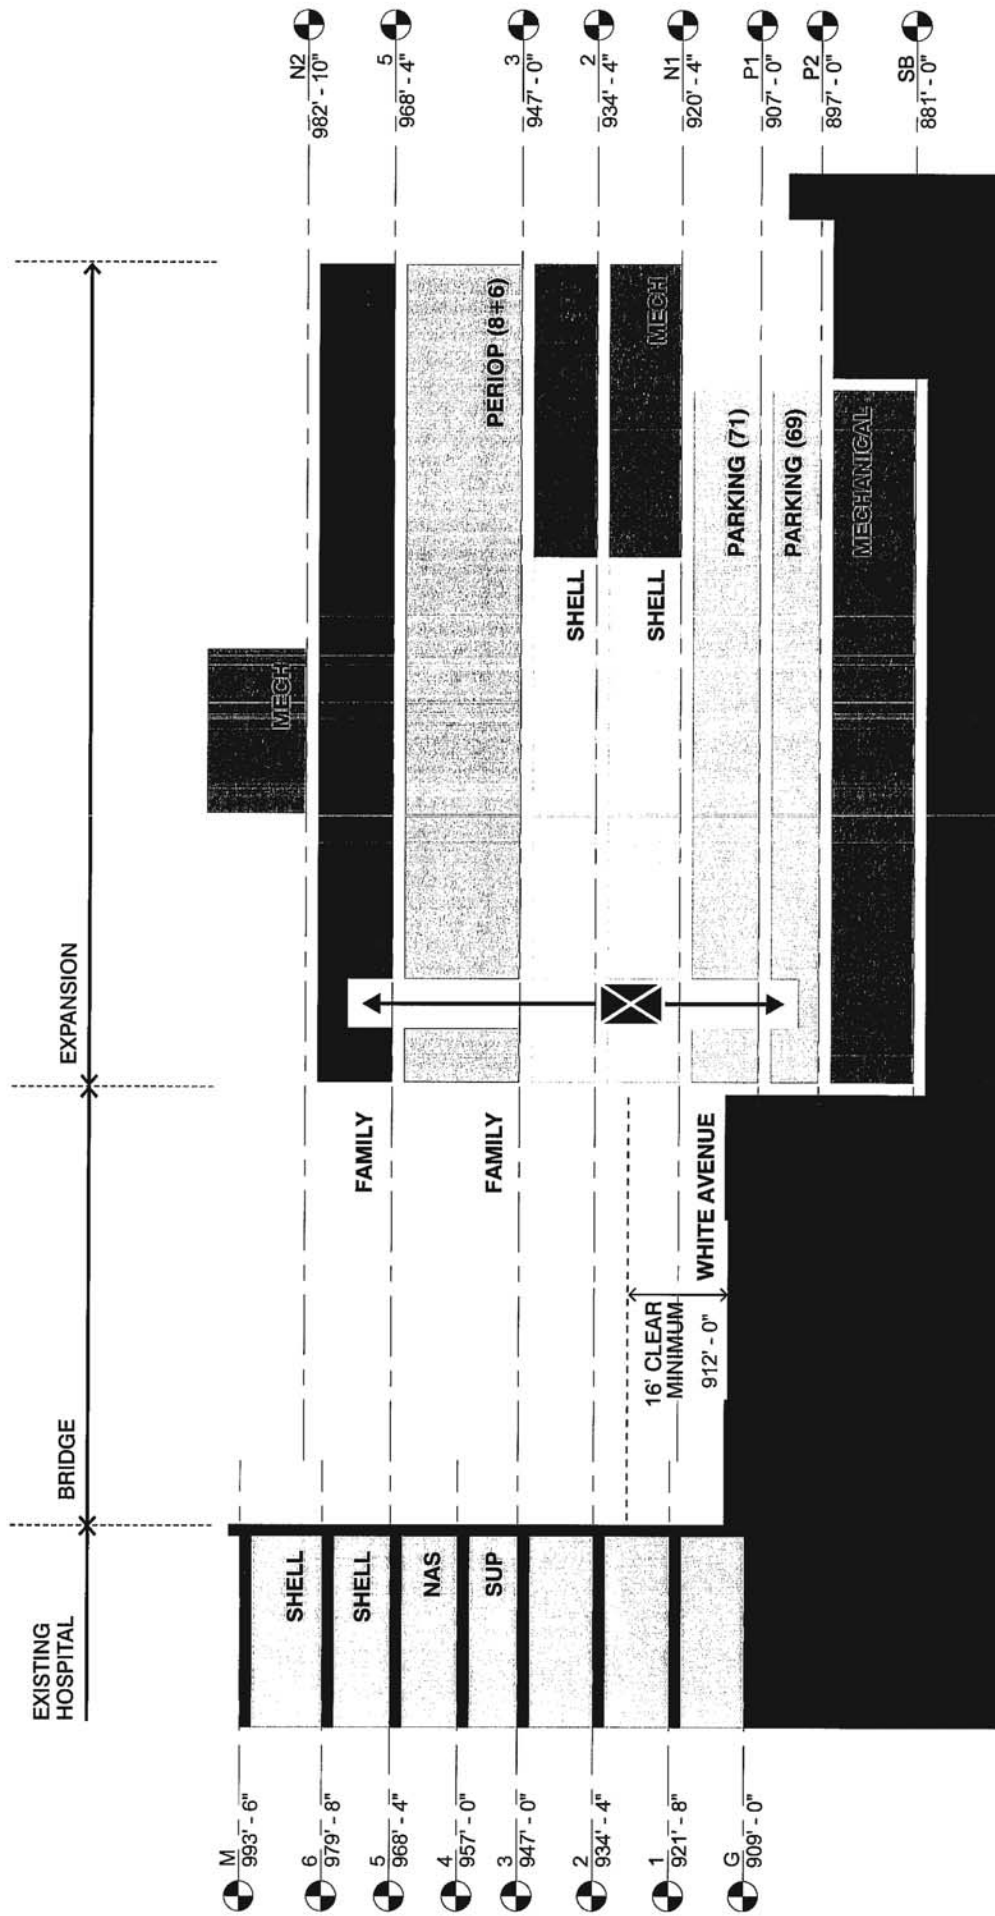 EXISTING
HOSPITAL
BRIDGE
EXPANSION
M
993' - 6"
6
979' - 8"
5
968' - 4"
4
957' - 0"
3
947' - 0"
2
934' - 4"
1
921' - 8"
G
909' - 0"
SHELL
SHELL
NAS
SUP
FAMILY
FAMILY
16' CLEAR
MINIMUM
912' - 0"
WHITE AVENUE
MECH
PERIOP (8+6)
SHELL
SHELL
MECH
PARKING (71)
PARKING (69)
MECHANICAL
N2
982' - 10"
5
968' - 4"
3
947' - 0"
2
934' - 4"
N1
920' - 4"
P1
907' - 0"
P2
897' - 0"
SB
881' - 0"